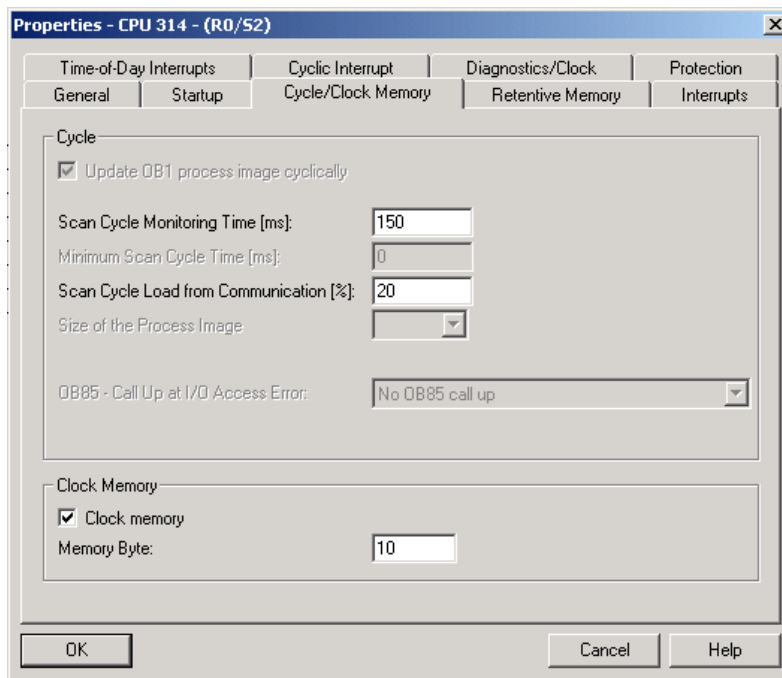 Properties - CPU 314 - (R0/S2)
Time-of-Day Interrupts Cyclic Interrupt Diagnostics/Clock Protection
General Startup Cycle/Clock Memory Retentive Memory Interrupts
Cycle
Update OB1 process image cyclically
Scan Cycle Monitoring Time [ms]: 150
Minimum Scan Cycle Time [ms]: 0
Scan Cycle Load from Communication [%]: 20
Size of the Process Image
OB85 - Call Up at I/O Access Error: No OB85 call up
Clock Memory
Clock memory
Memory Byte: 10
OK Cancel Help